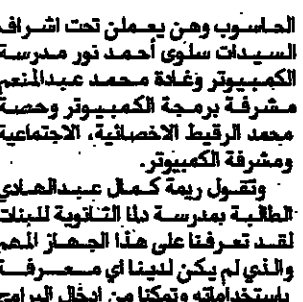 الحاسوب وهن يعملن تحت اشراف
السيدات سلوى أحمد نور مدرسة
الكمبيوتر وغادة محمد عبدالمنعم
مشرفة برمجة الكمبيوتر وحصة
محمد الرقيط الاخصائية، الاجتماعية
ومشرفة الكمبيوتر.
وتقول ريمة كمال عبدالهادي
الطالبة بمدرسة دبا الثانوية للبنات
لقد تعرفنا على هذا الجهاز المهم
والذي لم يكن لدينا أي معرفة
باستخداماته وتمكنا من ادخال البرامج